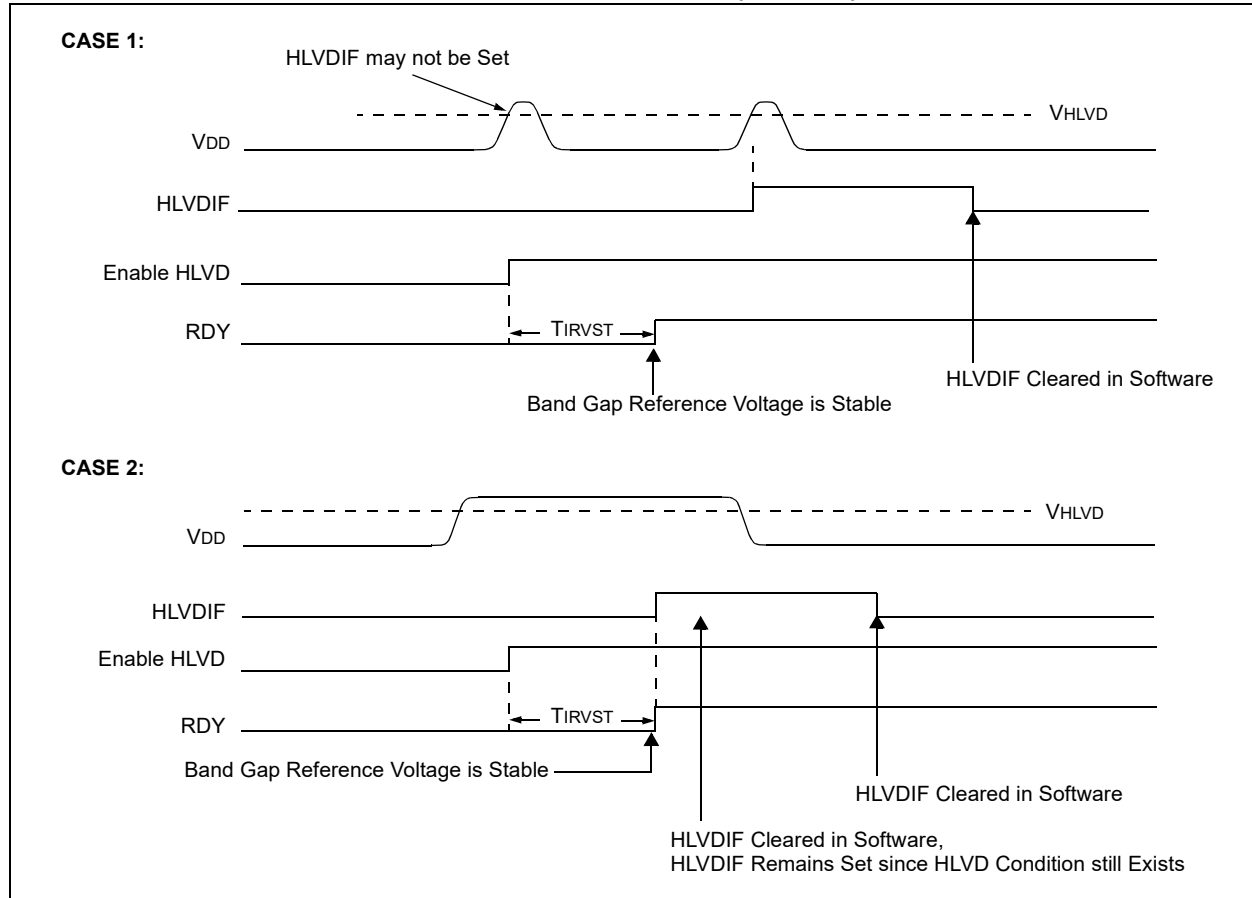 CASE 1:
HLVDIF may not be Set
VHLVD
VDD
HLVDIF
Enable HLVD
RDY
TIRVST
HLVDIF Cleared in Software
Band Gap Reference Voltage is Stable
CASE 2:
VHLVD
VDD
HLVDIF
Enable HLVD
TIRVST
RDY
Band Gap Reference Voltage is Stable
HLVDIF Cleared in Software
HLVDIF Cleared in Software,
HLVDIF Remains Set since HLVD Condition still Exists